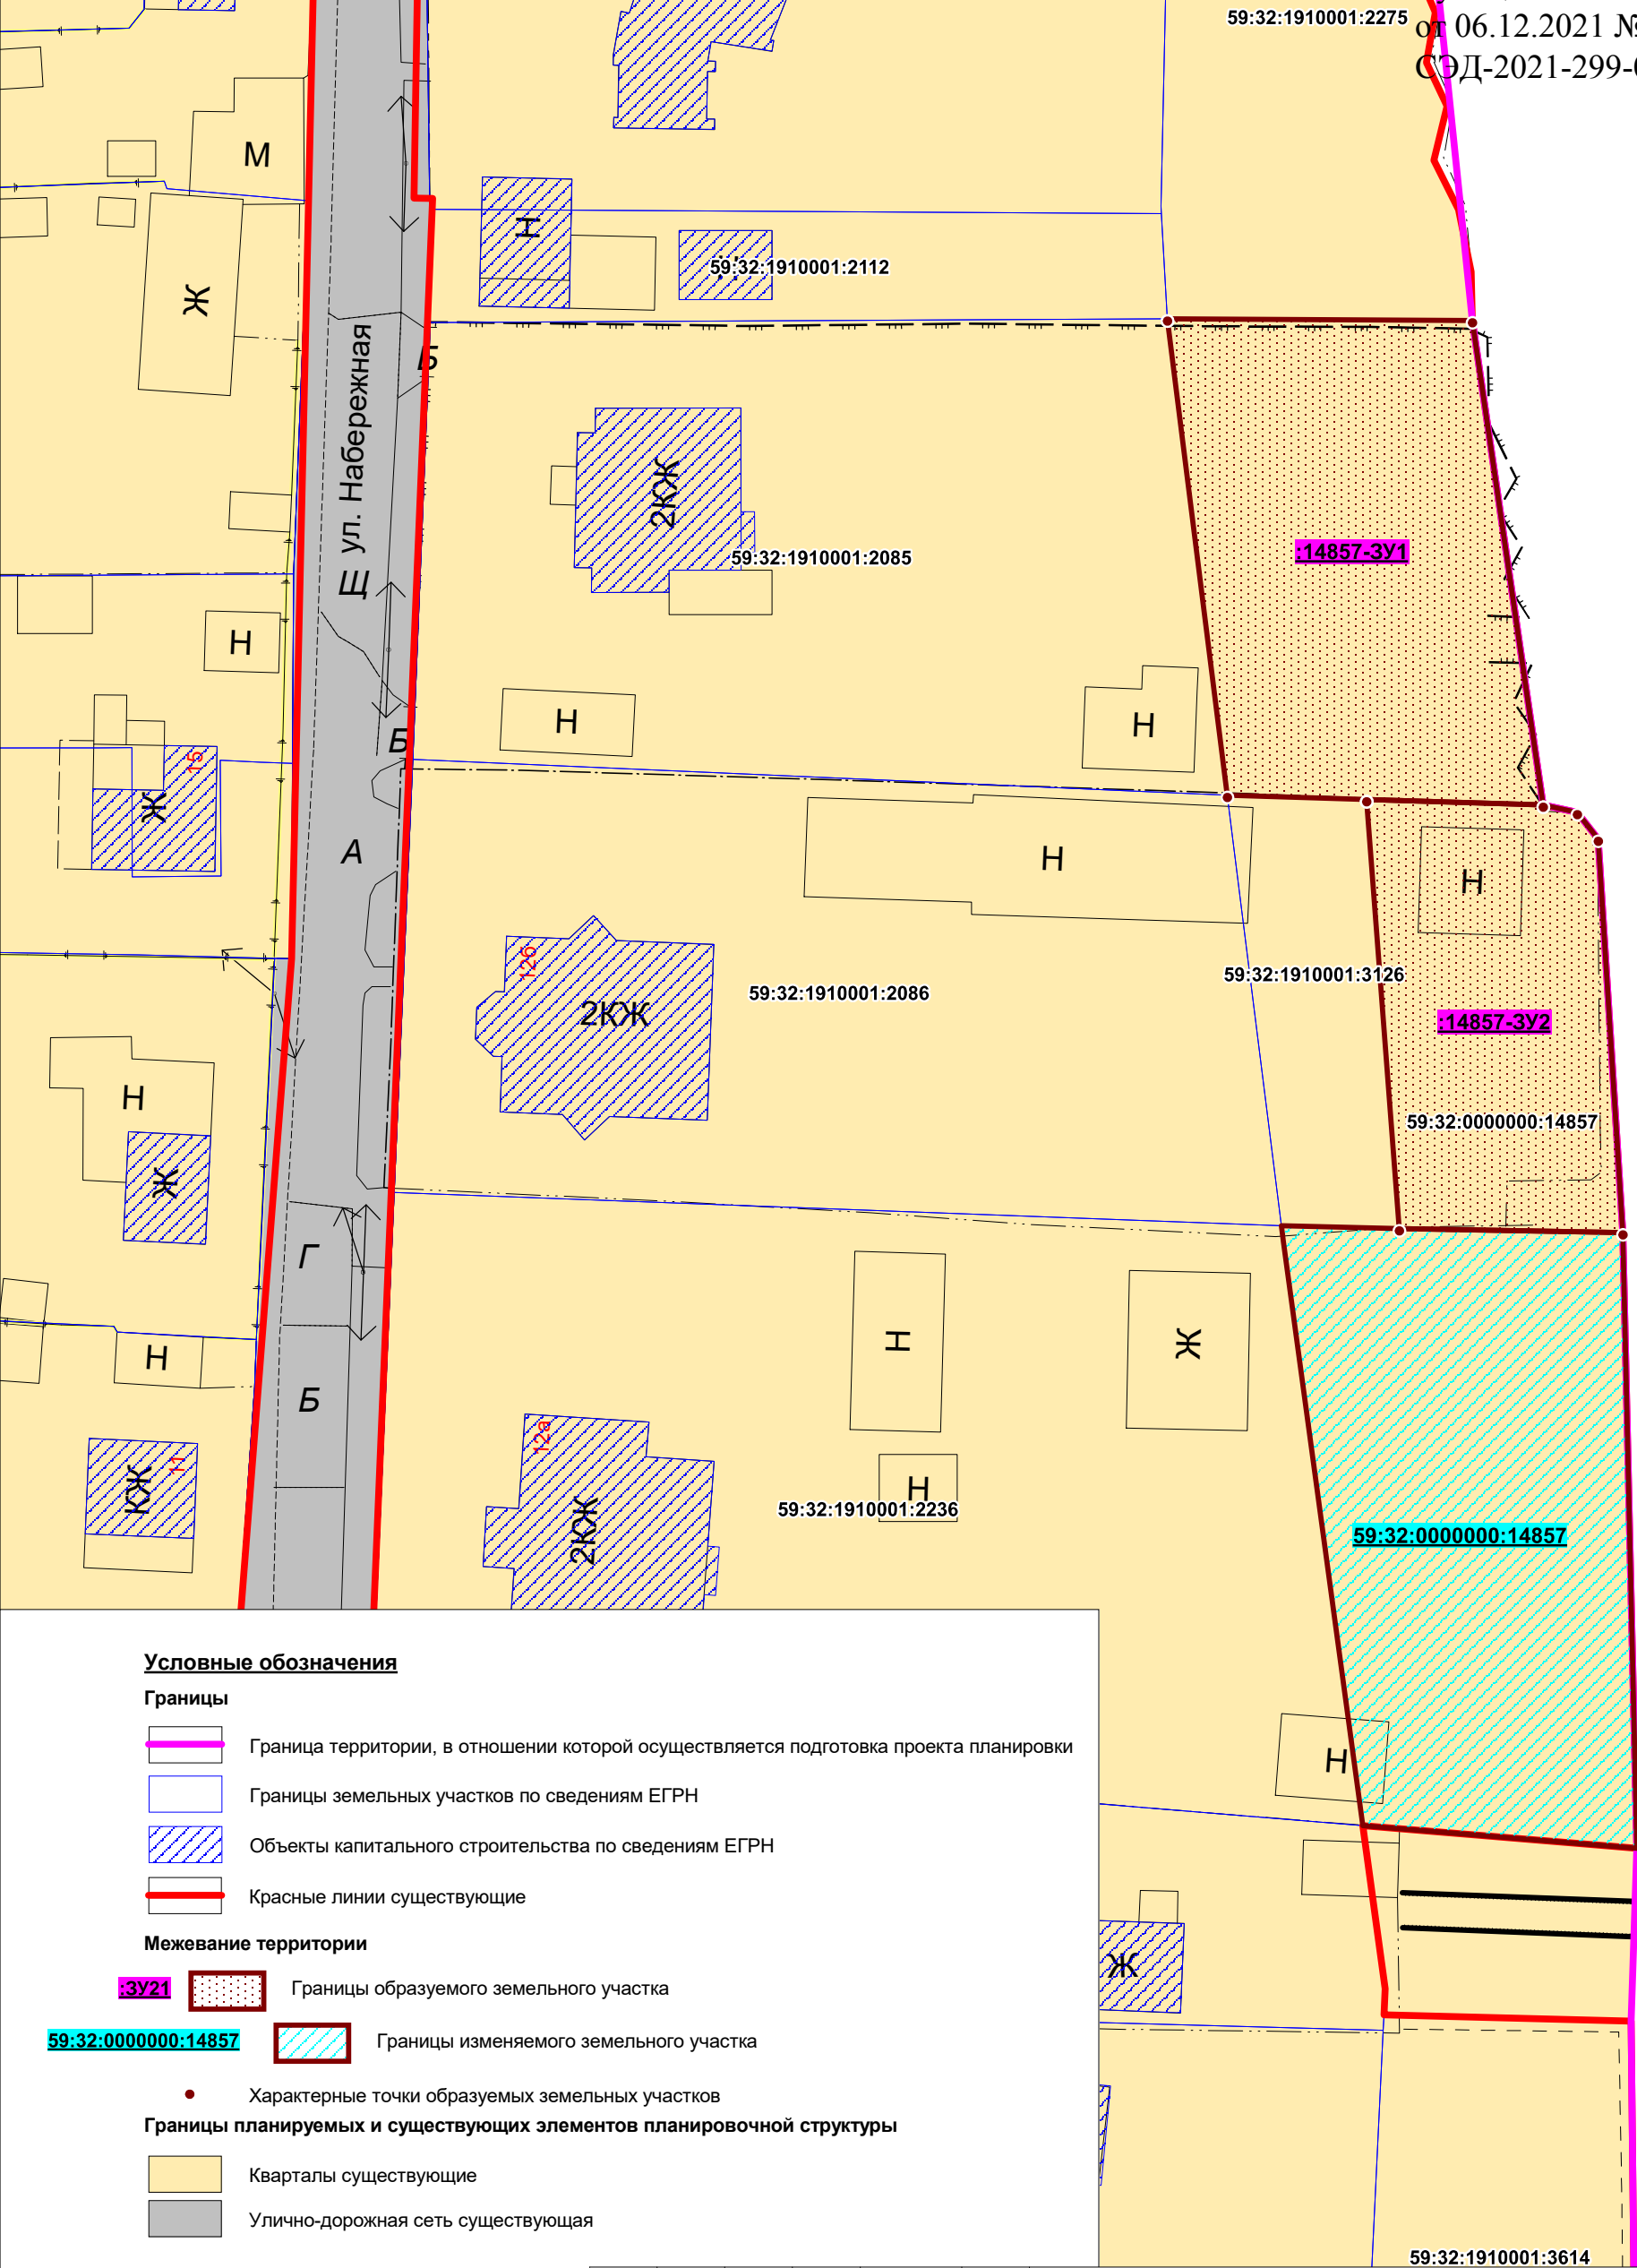 59:32:1910001:2275
от 06.12.2021 №
СЭД-2021-299-
М
Н
59:32:1910001:2112
Ж
Б
ул. Набережная
2КЖ
:14857-ЗУ1
59:32:1910001:2085
Щ
Н
Н
Н
Б
15
Ж
А
Н
Н
12б
59:32:1910001:3126
59:32:1910001:2086
2КЖ
:14857-ЗУ2
Н
59:32:0000000:14857
Ж
Г
Н
Ж
Н
Б
12а
11
КЖ
Н
59:32:1910001:2236
2КЖ
59:32:0000000:14857
Условные обозначения
Границы
Граница территории, в отношении которой осуществляется подготовка проекта планировки
Н
Границы земельных участков по сведениям ЕГРН
Объекты капитального строительства по сведениям ЕГРН
Красные линии существующие
Межевание территории
Ж
:ЗУ21 Границы образуемого земельного участка
59:32:0000000:14857 Границы изменяемого земельного участка
Характерные точки образуемых земельных участков
Границы планируемых и существующих элементов планировочной структуры
Кварталы существующие
Улично-дорожная сеть существующая
59:32:1910001:3614